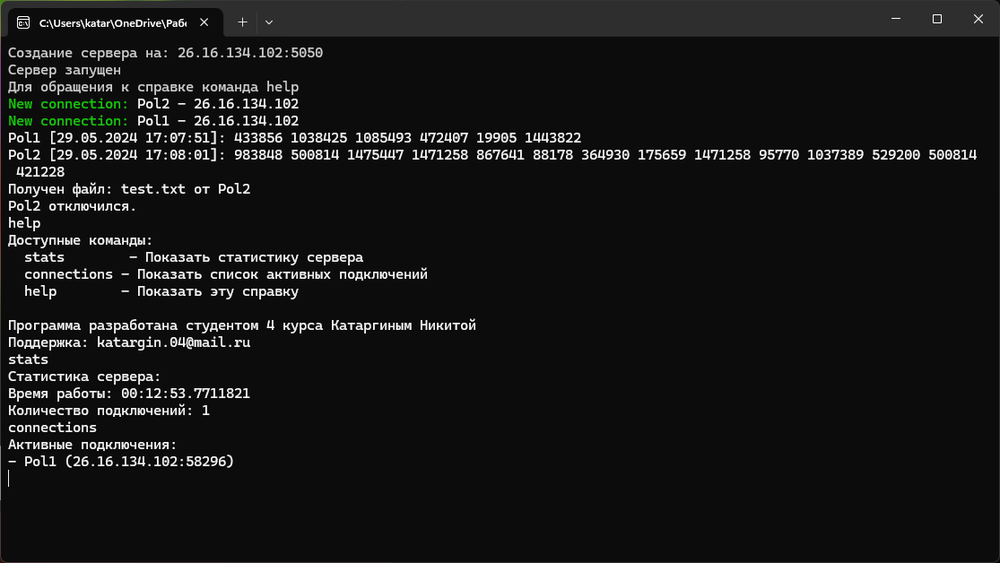 C:\Users\katar\OneDrive\Рабо
Создание сервера на: 26.16.134.102:5050
Сервер запущен
Для обращения к справке команда help
New connection: Pol2 - 26.16.134.102
New connection: Pol1 - 26.16.134.102
Pol1 [29.05.2024 17:07:51]: 433856 1038425 1085493 472407 19905 1443822
Pol2 [29.05.2024 17:08:01]: 983848 500814 1475447 1471258 867641 88178 364930 175659 1471258 95770 1037389 529200 500814
421228
Получен файл: test.txt от Pol2
Pol2 отключился.
help
Доступные команды:
stats - Показать статистику сервера
connections - Показать список активных подключений
help - Показать эту справку
Программа разработана студентом 4 курса Катаргиным Никитой
Поддержка: katargin.04@mail.ru
stats
Статистика сервера:
Время работы: 00:12:53.7711821
Количество подключений: 1
connections
Активные подключения:
- Pol1 (26.16.134.102:58296)